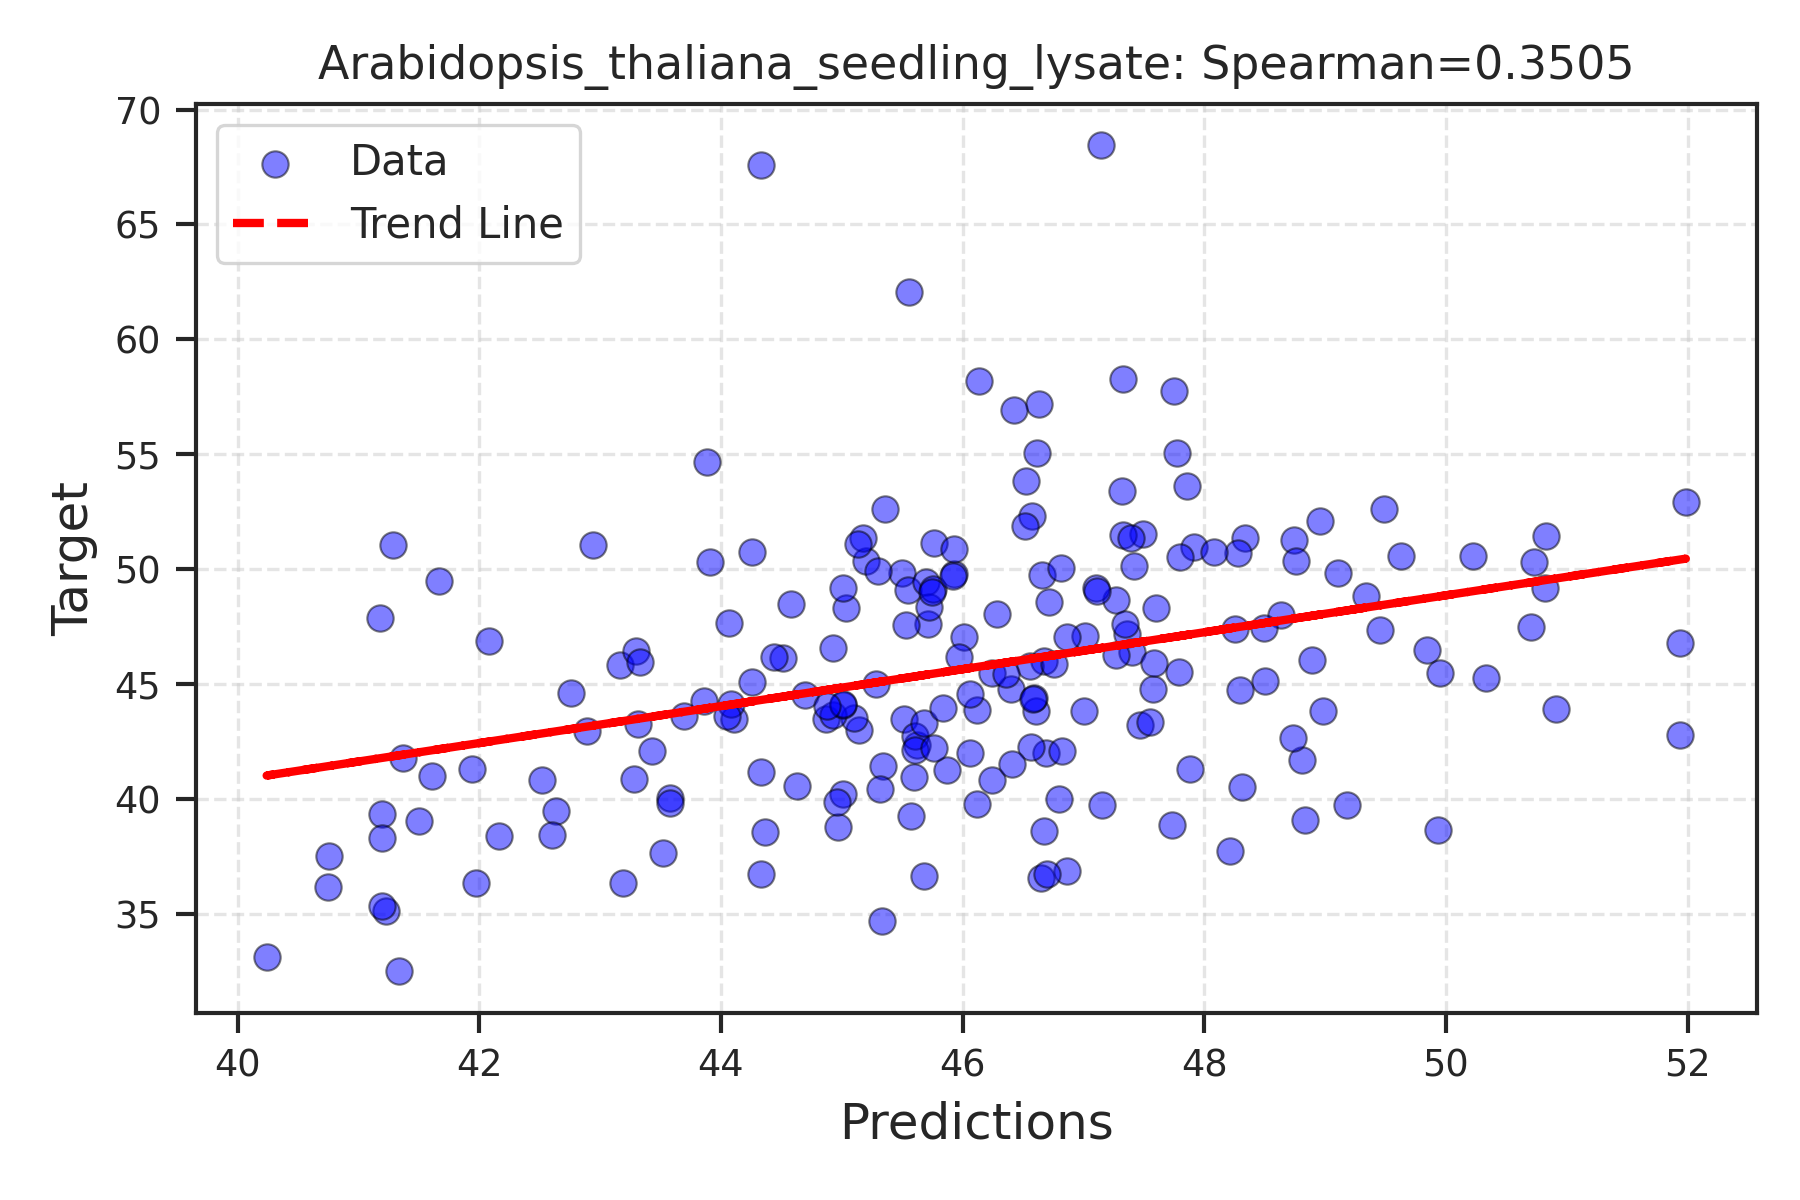 Arabidopsis_thaliana_seedling_lysate: Spearman=0.3505
Data
Trend Line
70
65
60
55
50
45
40
35
Target
40 42 44 46 48 50 52
Predictions